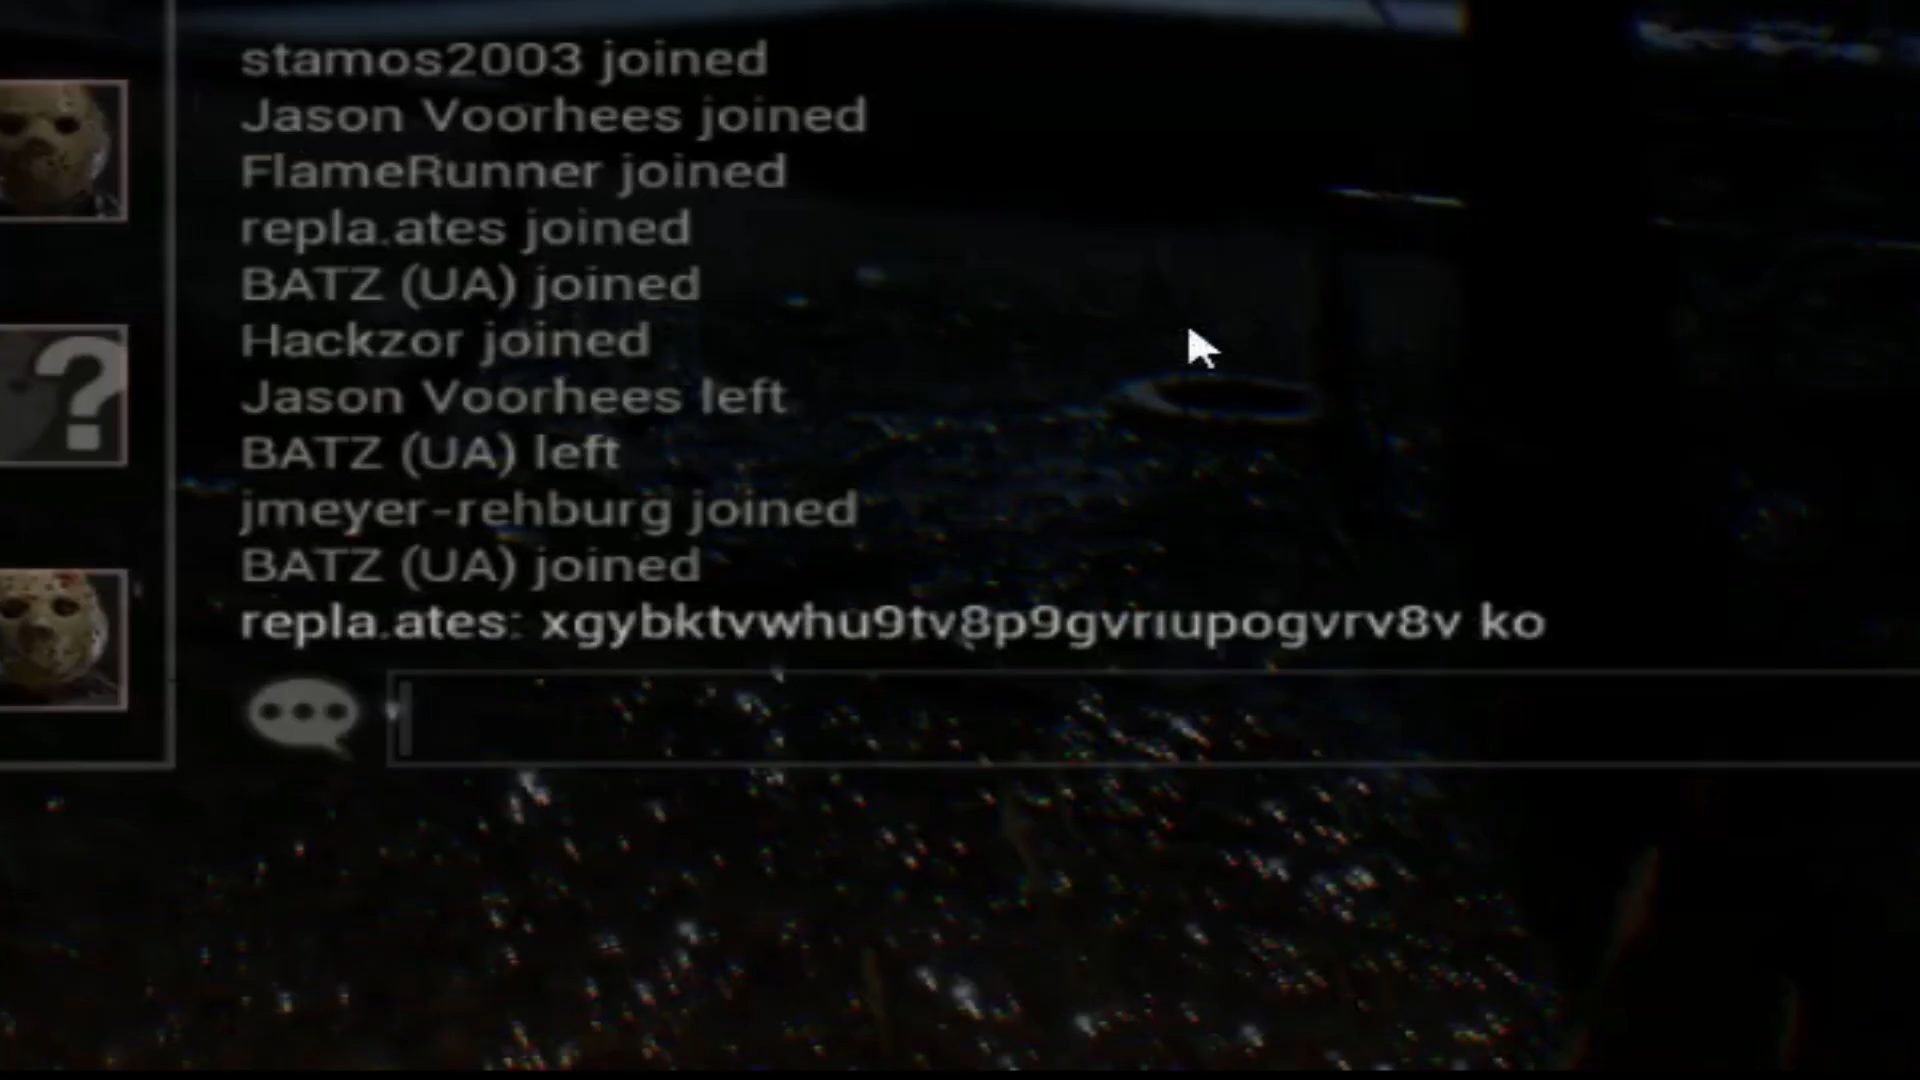 stamos2003 joined
Jason Voorhees joined
FlameRunner joined
repla.ates joined
BATZ (UA) joined
Hackzor joined
Jason Voorhees left
BATZ (UA) left
jmeyer-rehburg joined
BATZ (UA) joined
repla.ates: xgybktvwhu9tv8p9gvrıupogvrv8v ko
?